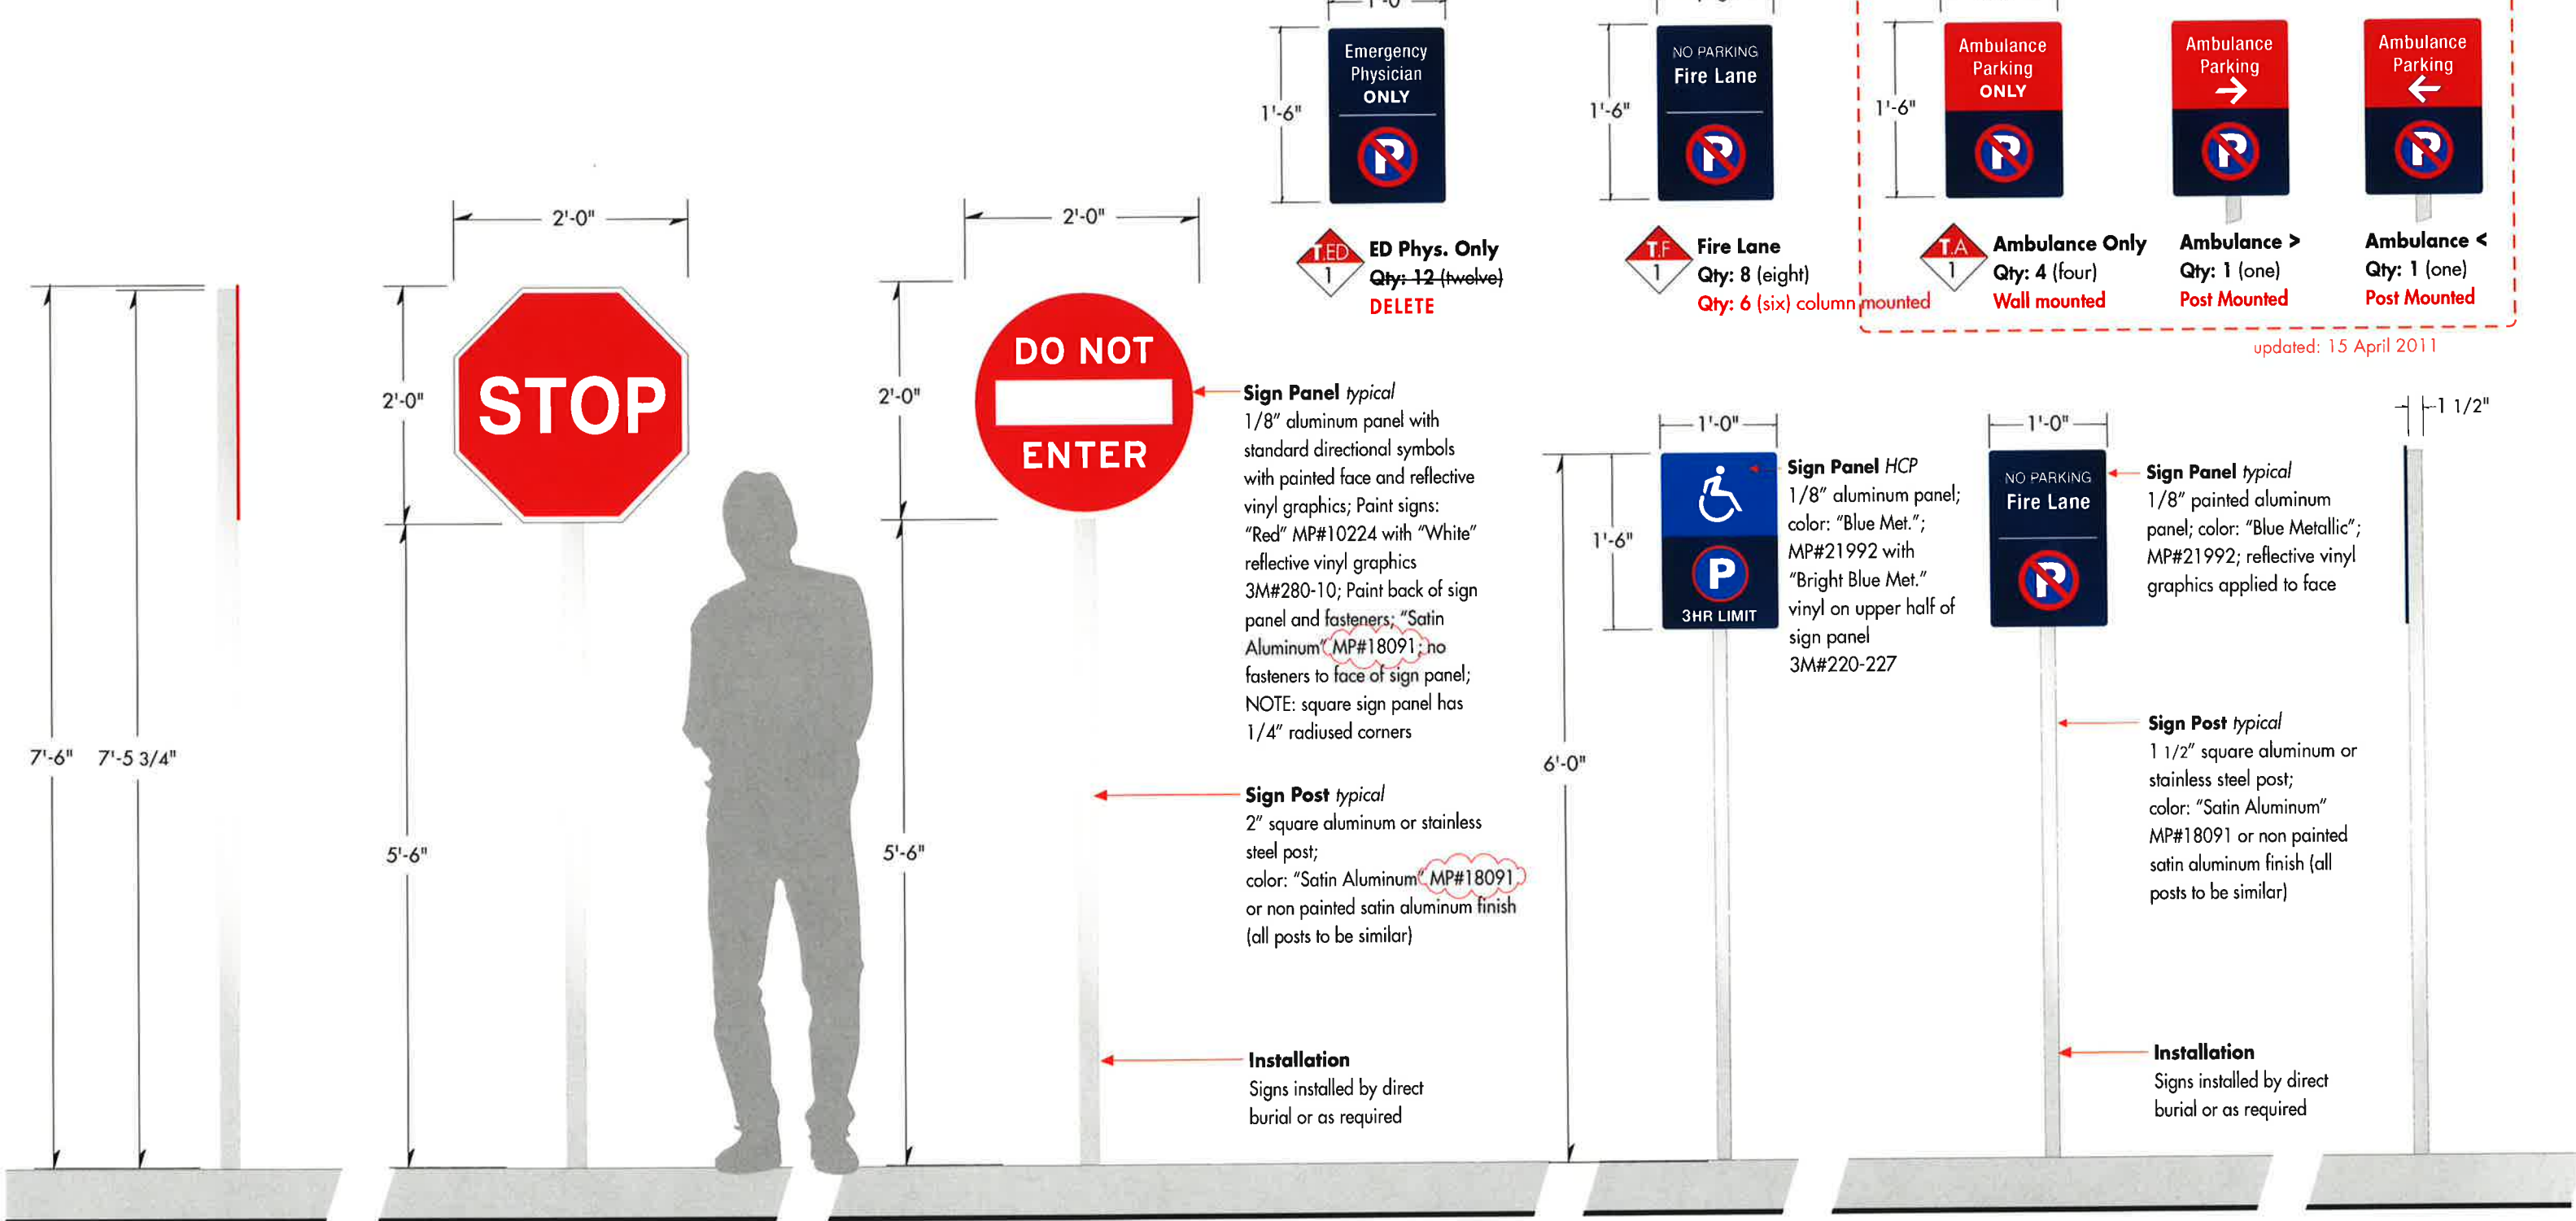 1'-0"
Emergency
Physician
ONLY
P
1'-6"
T.ED
1
ED Phys. Only
Qty: 12 (twelve)
DELETE
NO PARKING
Fire Lane
P
1'-6"
T.F
1
Fire Lane
Qty: 8 (eight)
Qty: 6 (six) column mounted
Ambulance
Parking
ONLY
P
1'-6"
T.A
1
Ambulance Only
Qty: 4 (four)
Wall mounted
Ambulance
Parking
→
P
Ambulance >
Qty: 1 (one)
Post Mounted
Ambulance
Parking
←
P
Ambulance <
Qty: 1 (one)
Post Mounted
updated: 15 April 2011
7'-6"
7'-5 3/4"
2'-0"
2'-0"
STOP
5'-6"
2'-0"
2'-0"
DO NOT
ENTER
5'-6"
Sign Panel typical
1/8" aluminum panel with
standard directional symbols
with painted face and reflective
vinyl graphics; Paint signs:
"Red" MP#10224 with "White"
reflective vinyl graphics
3M#280-10; Paint back of sign
panel and fasteners; "Satin
Aluminum" MP#18091; no
fasteners to face of sign panel;
NOTE: square sign panel has
1/4" radiused corners
Sign Post typical
2" square aluminum or stainless
steel post;
color: "Satin Aluminum" MP#18091
or non painted satin aluminum finish
(all posts to be similar)
Installation
Signs installed by direct
burial or as required
1'-0"
1'-6"
6'-0"
P
3HR LIMIT
Sign Panel HCP
1/8" aluminum panel;
color: "Blue Met.";
MP#21992 with
"Bright Blue Met."
vinyl on upper half of
sign panel
3M#220-227
1'-0"
NO PARKING
Fire Lane
P
Sign Panel typical
1/8" painted aluminum
panel; color: "Blue Metallic";
MP#21992; reflective vinyl
graphics applied to face
Sign Post typical
1 1/2" square aluminum or
stainless steel post;
color: "Satin Aluminum"
MP#18091 or non painted
satin aluminum finish (all
posts to be similar)
Installation
Signs installed by direct
burial or as required
1 1/2"